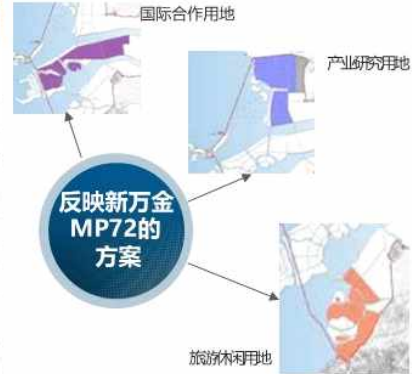 国际合作用地
产业研究用地
反映新万金
MP72的
方案
旅游休闲用地